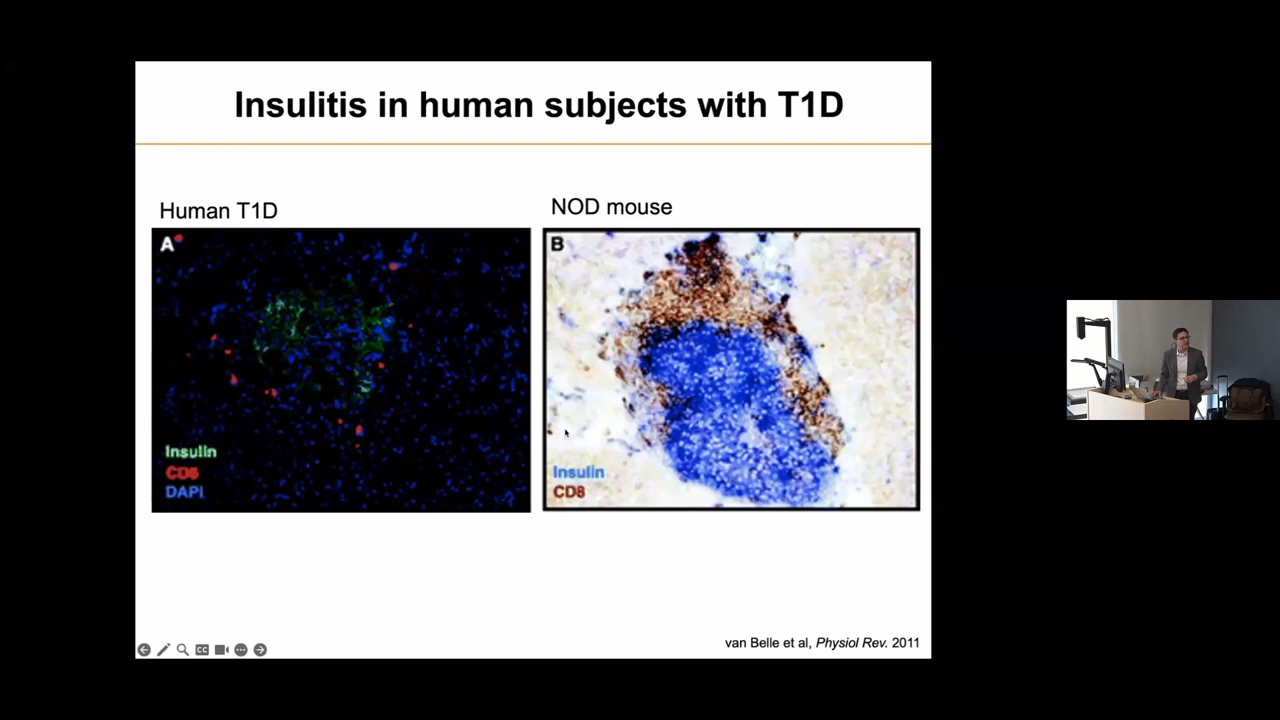 Insulitis in human subjects with T1D
Human T1D
NOD mouse
A
Insulin
CD8
DAPI
B
Insulin
CD8
van Belle et al, Physiol Rev. 2011
CC